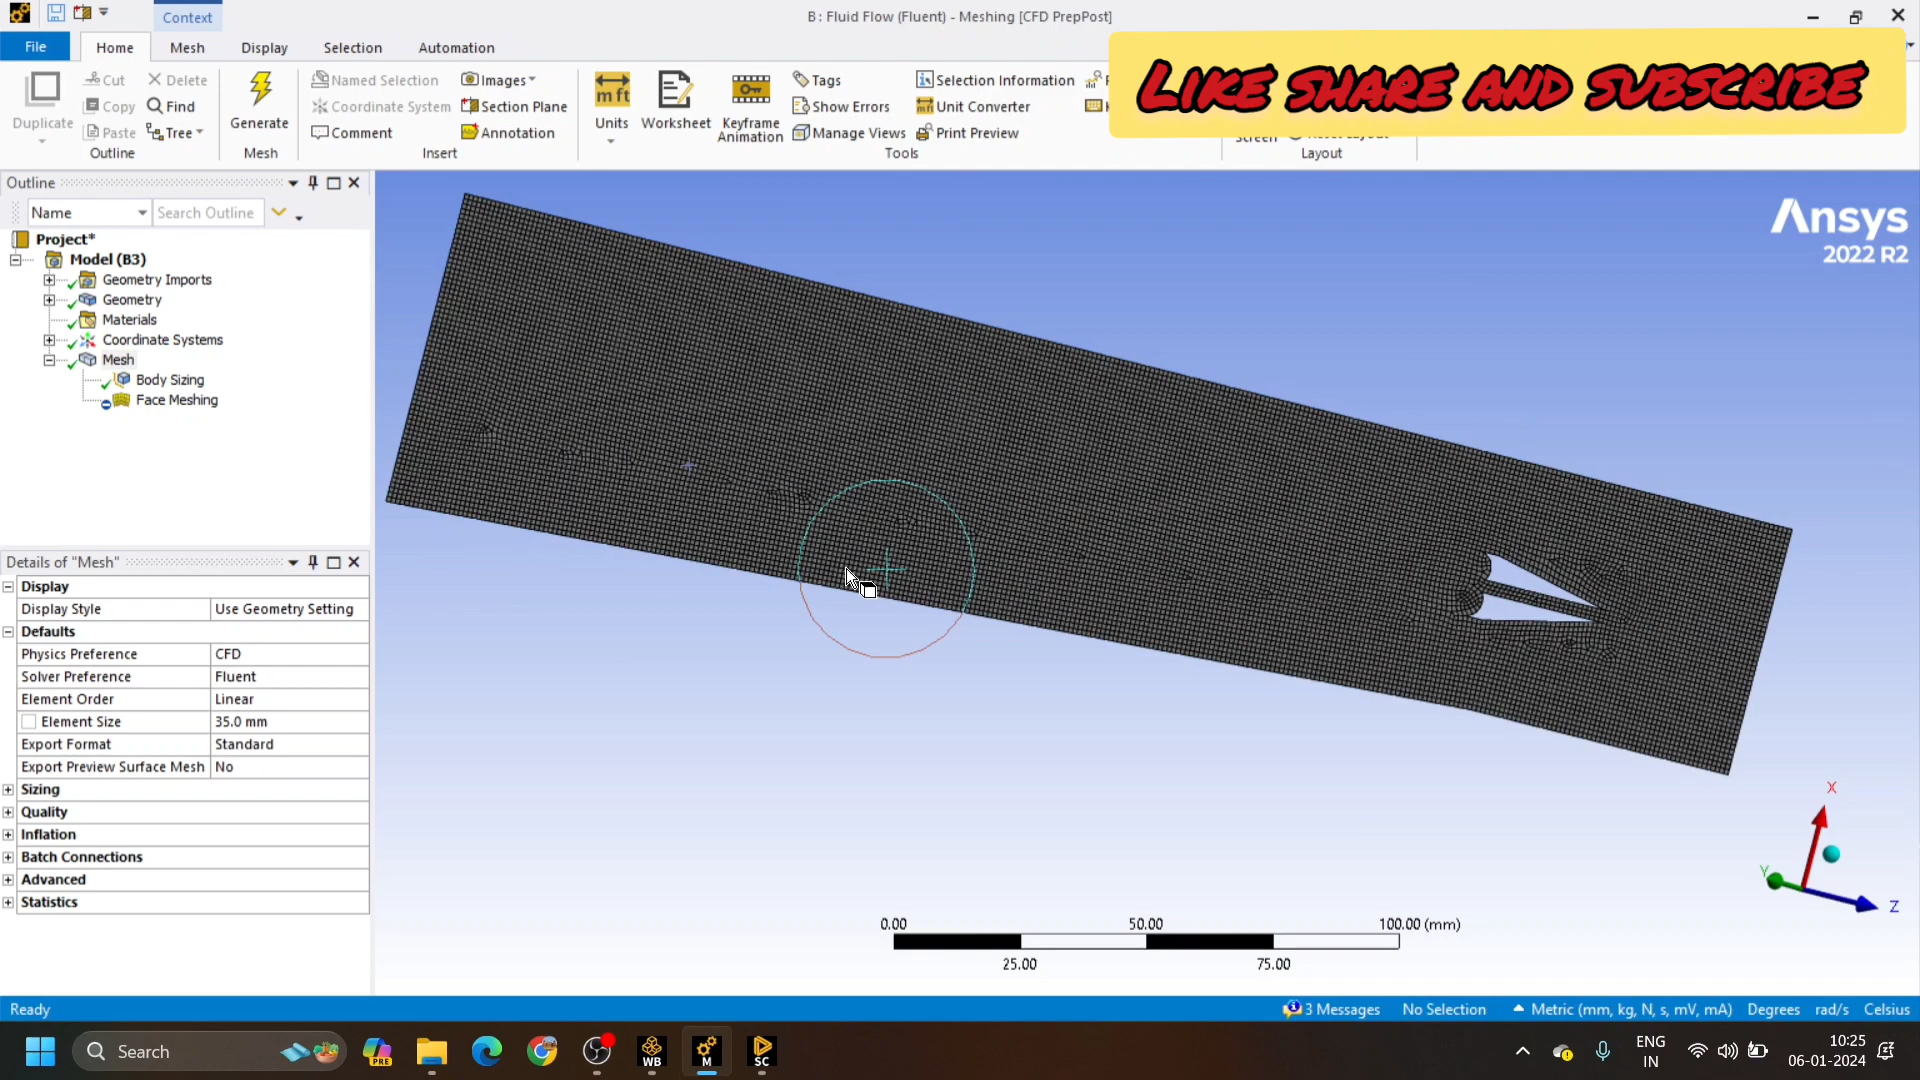 Context
B : Fluid Flow (Fluent) - Meshing [CFD PrepPost]
File
Home
Mesh
Display
Selection
Automation
LIKE SHARE AND SUBSCRIBE
Duplicate
Cut
Copy
Paste
Delete
Find
Tree
Outline
Generate
Mesh
Named Selection
Coordinate System
Comment
Images
Section Plane
Annotation
Insert
Units
Worksheet
Keyframe
Animation
Tags
Show Errors
Manage Views
Selection Information
Unit Converter
Print Preview
Tools
Screen
Reset Layout
Layout
Outline
Name
Search Outline
Project*
Model (B3)
Geometry Imports
Geometry
Materials
Coordinate Systems
Mesh
Body Sizing
Face Meshing
Ansys
2022 R2
Details of "Mesh"
Display
Display Style Use Geometry Setting
Defaults
Physics Preference CFD
Solver Preference Fluent
Element Order Linear
Element Size 35.0 mm
Export Format Standard
Export Preview Surface Mesh No
Sizing
Quality
Inflation
Batch Connections
Advanced
Statistics
X
Y
Z
0.00 50.00 100.00 (mm)
25.00 75.00
Ready
3 Messages
No Selection
Metric (mm, kg, N, s, mV, mA)
Degrees
rad/s
Celsius
Search
PRE
WB
M
SC
ENG
IN
10:25
06-01-2024